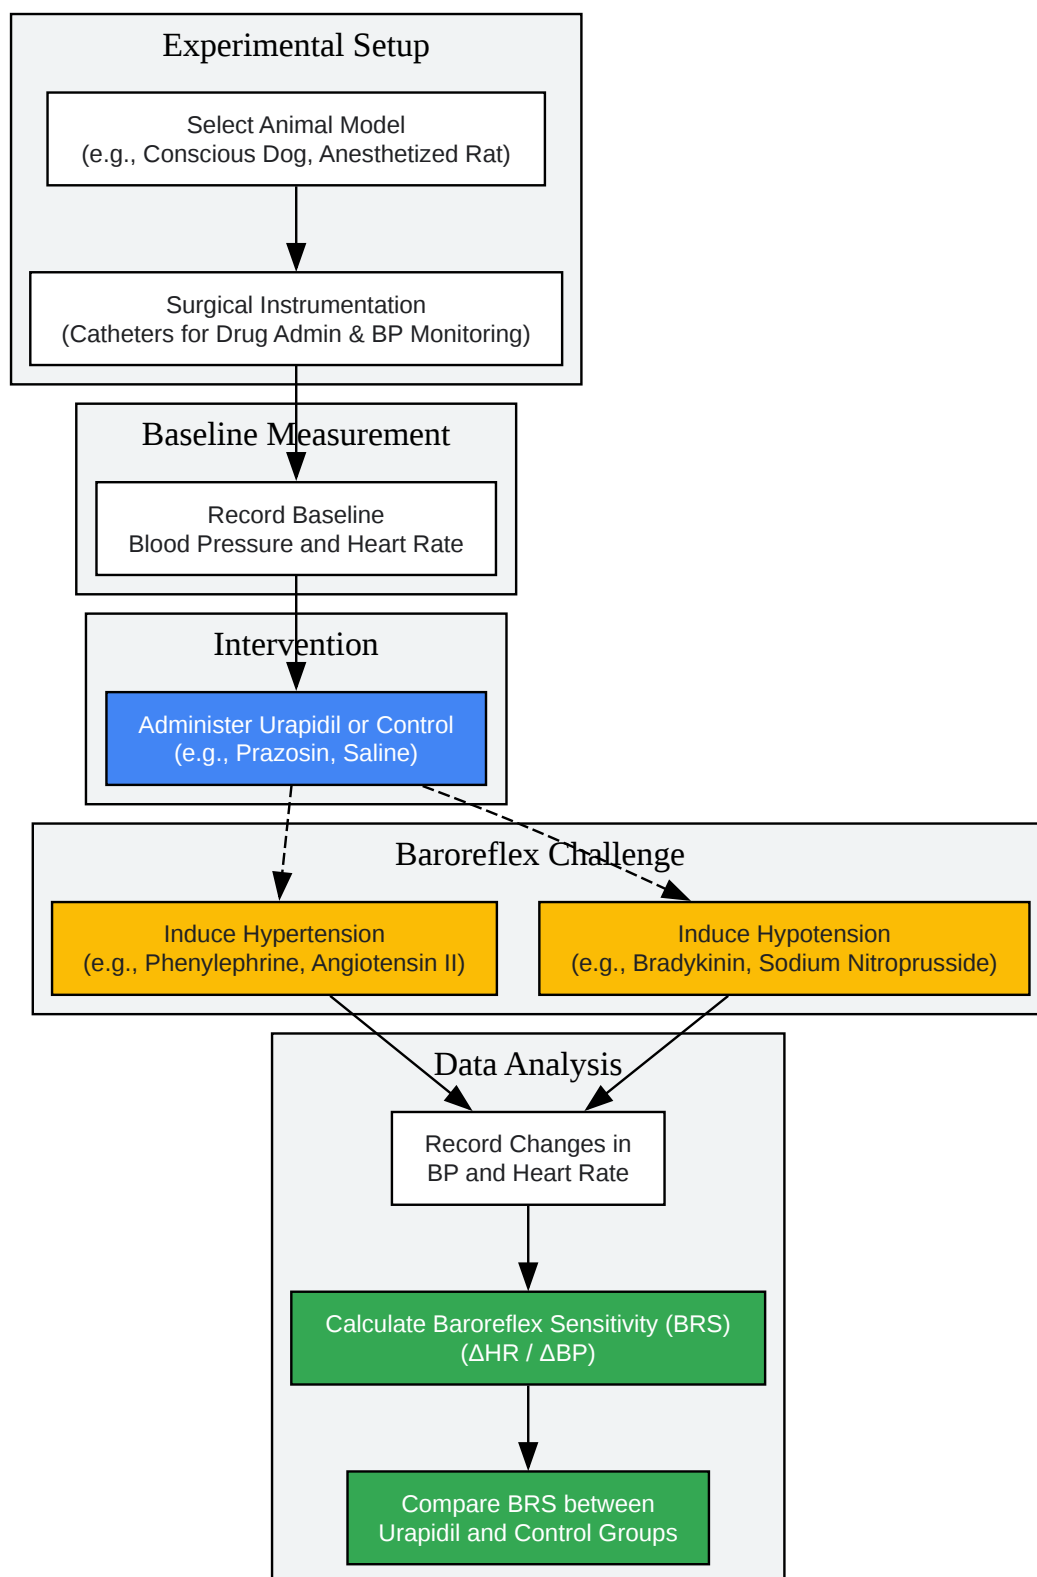 Experimental Setup
Select Animal Model
(e.g., Conscious Dog, Anesthetized Rat)
Surgical Instrumentation
(Catheters for Drug Admin & BP Monitoring)
Baseline Measurement
Record Baseline
Blood Pressure and Heart Rate
Intervention
Administer Urapidil or Control
(e.g., Prazosin, Saline)
Baroreflex Challenge
Induce Hypertension
(e.g., Phenylephrine, Angiotensin II)
Induce Hypotension
(e.g., Bradykinin, Sodium Nitroprusside)
Data Analysis
Record Changes in
BP and Heart Rate
Calculate Baroreflex Sensitivity (BRS)
(ΔHR / ΔBP)
Compare BRS between
Urapidil and Control Groups